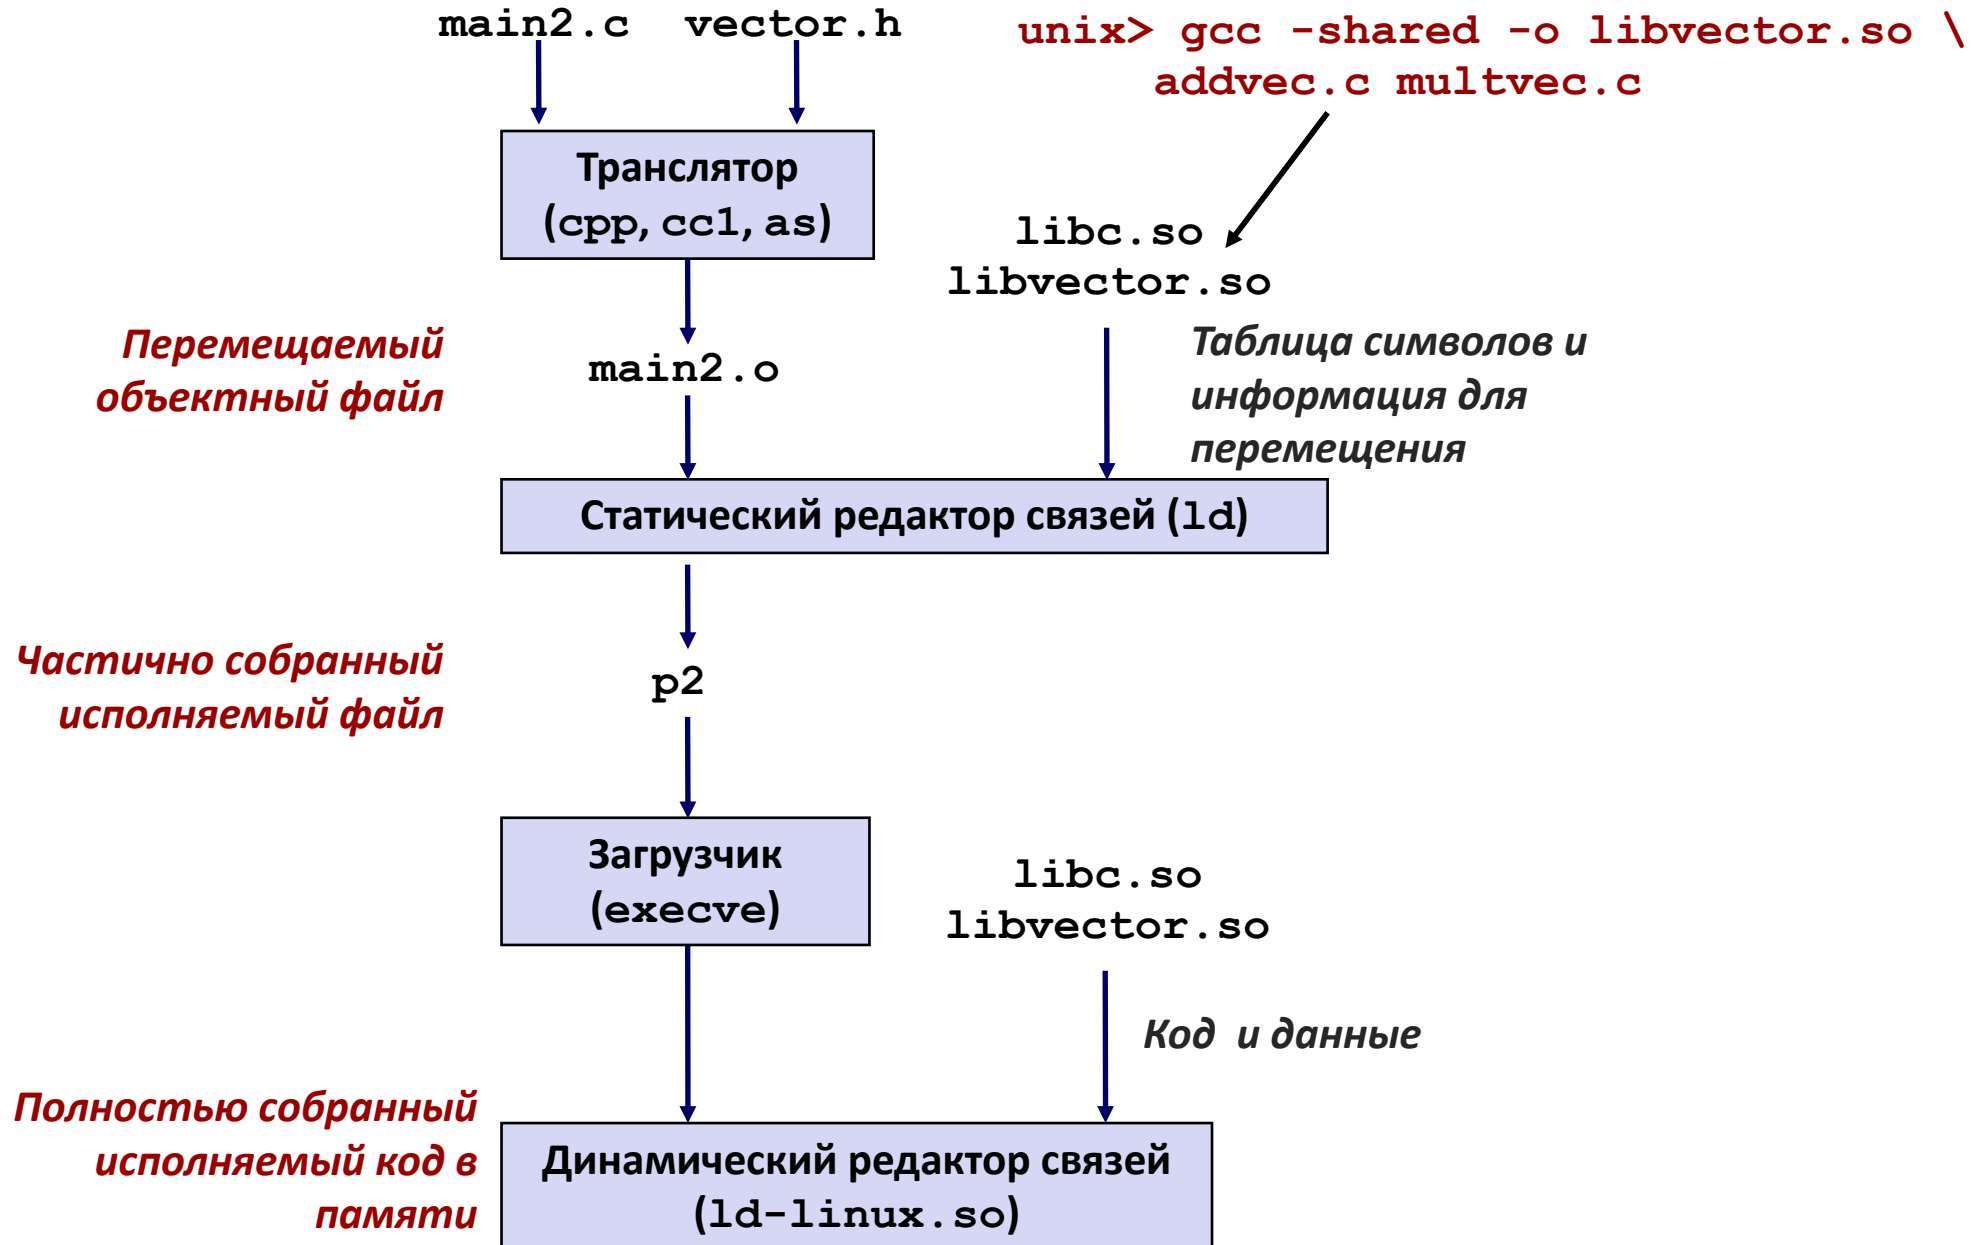 main2.c vector.h
unix> gcc -shared -o libvector.so \
addvec.c multvec.c
Транслятор
(cpp, cc1, as)
libc.so
libvector.so
Перемещаемый
объектный файл
main2.o
Таблица символов и
информация для
перемещения
Статический редактор связей (ld)
Частично собранный
исполняемый файл
p2
Загрузчик
(execve)
libc.so
libvector.so
Код и данные
Полностью собранный
исполняемый код в
памяти
Динамический редактор связей
(ld-linux.so)